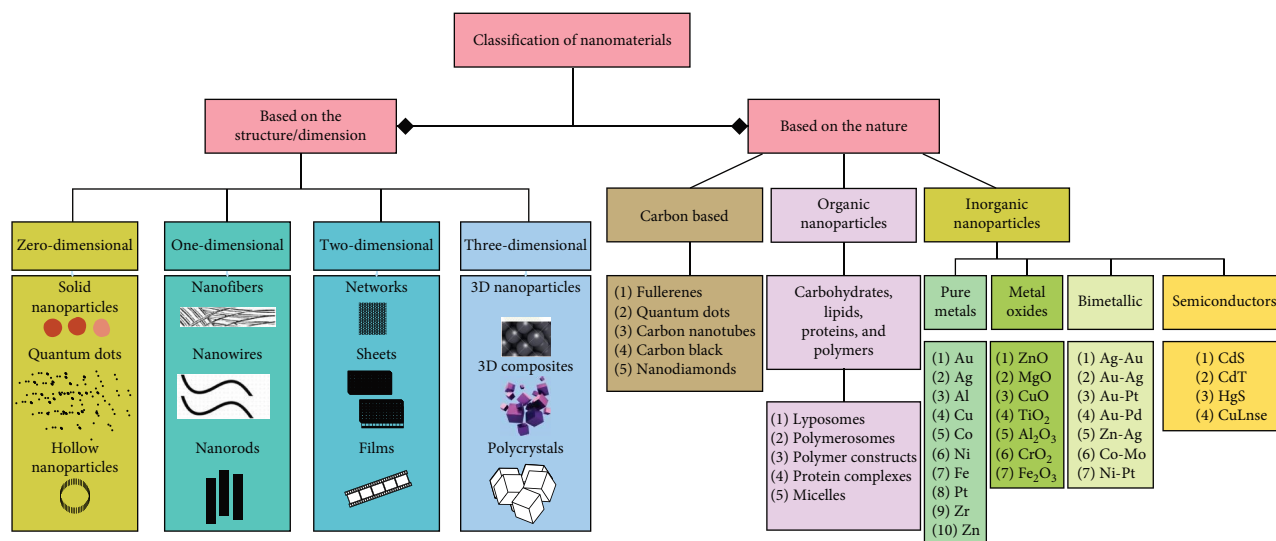 Classification of nanomaterials
Based on the
structure/dimension
Based on the nature
Zero-dimensional
Solid
nanoparticles
Quantum dots
Hollow
nanoparticles
One-dimensional
Nanofibers
Nanowires
Nanorods
Two-dimensional
Networks
Sheets
Films
Three-dimensional
3D nanoparticles
3D composites
Polycrystals
Carbon based
(1) Fullerenes
(2) Quantum dots
(3) Carbon nanotubes
(4) Carbon black
(5) Nanodiamonds
Organic
nanoparticles
Carbohydrates,
lipids,
proteins, and
polymers
(1) Lyposomes
(2) Polymerosomes
(3) Polymer constructs
(4) Protein complexes
(5) Micelles
Inorganic
nanoparticles
Pure
metals
(1) Au
(2) Ag
(3) Al
(4) Cu
(5) Co
(6) Ni
(7) Fe
(8) Pt
(9) Zr
(10) Zn
Metal
oxides
(1) ZnO
(2) MgO
(3) CuO
(4) TiO₂
(5) Al₂O₃
(6) CrO₂
(7) Fe₂O₃
Bimetallic
(1) Ag-Au
(2) Au-Ag
(3) Au-Pt
(4) Au-Pd
(5) Zn-Ag
(6) Co-Mo
(7) Ni-Pt
Semiconductors
(1) CdS
(2) CdT
(3) HgS
(4) CuLnse